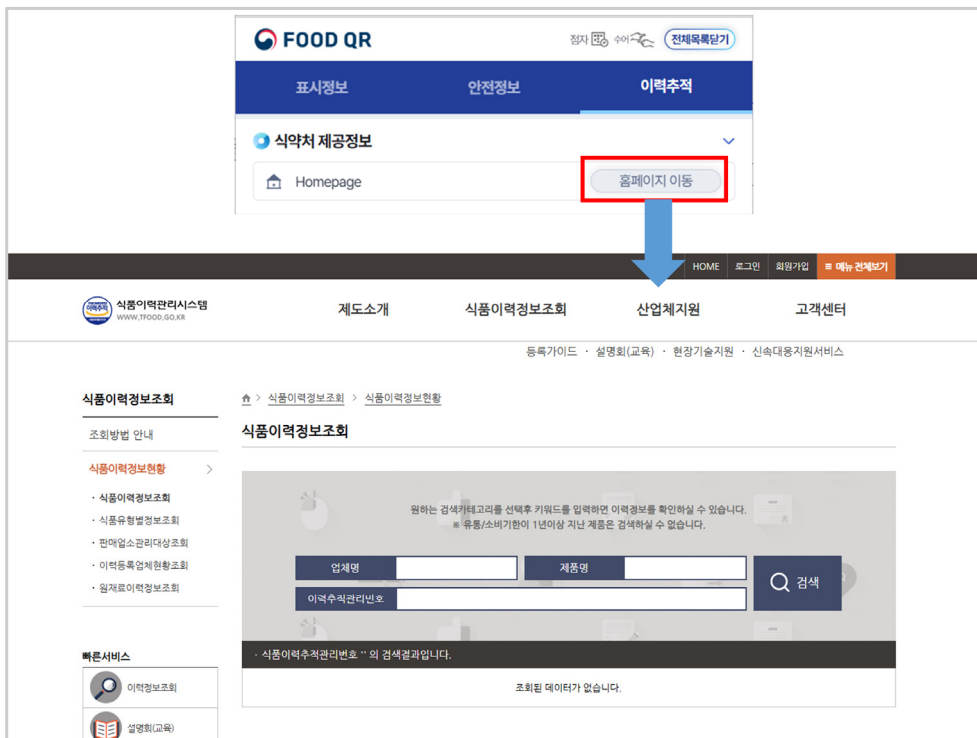 FOOD QR
점자 수어 전체목록닫기
표시정보 안전정보 이력추적
식약처 제공정보
Homepage 홈페이지 이동
HOME 로그인 회원가입 ≡ 메뉴 전체보기
이력추적 식품이력관리시스템
WWW.TFOOD.GO.KR
제도소개 식품이력정보조회 산업체지원 고객센터
등록가이드 · 설명회(교육) · 현장기술지원 · 신속대응지원서비스
식품이력정보조회
조회방법 안내
식품이력정보현황 >
· 식품이력정보조회
· 식품유형별정보조회
· 판매업소관리대상조회
· 이력등록업체현황조회
· 원재료이력정보조회
빠른서비스
이력정보조회
설명회(교육)
> 식품이력정보조회 > 식품이력정보현황
식품이력정보조회
원하는 검색카테고리를 선택후 키워드를 입력하면 이력정보를 확인하실 수 있습니다.
※ 유통/소비기한이 1년이상 지난 제품은 검색하실 수 없습니다.
업체명 제품명
이력추적관리번호
검색
· 식품이력추적관리번호 '' 의 검색결과입니다.
조회된 데이터가 없습니다.